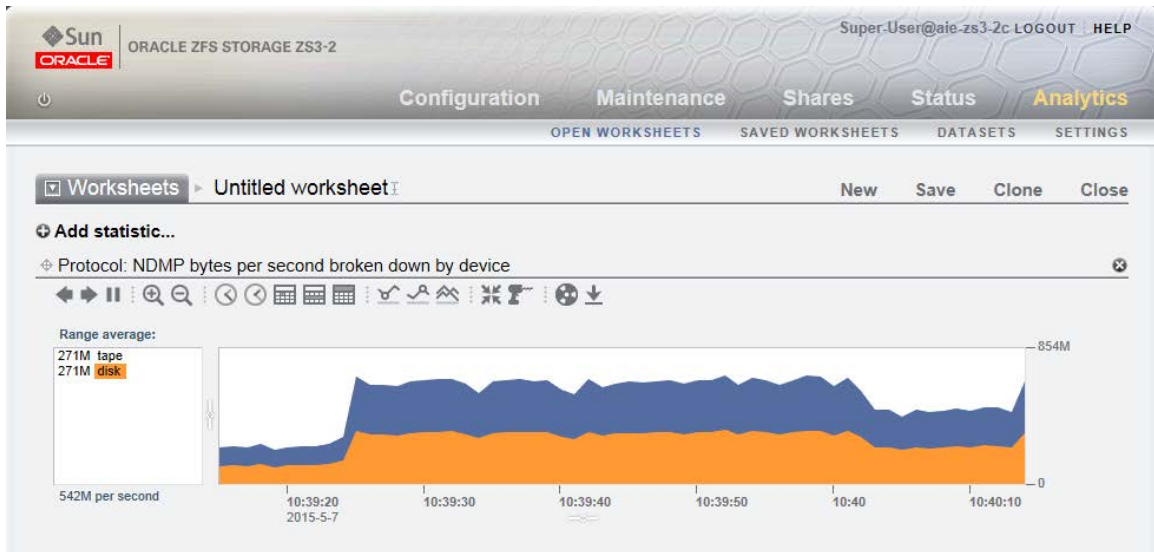 Sun
ORACLE
ORACLE ZFS STORAGE ZS3-2
Super-User@aie-zs3-2c LOGOUT HELP
Configuration Maintenance Shares Status Analytics
OPEN WORKSHEETS SAVED WORKSHEETS DATASETS SETTINGS
Worksheets Untitled worksheet New Save Clone Close
Add statistic...
Protocol: NDMP bytes per second broken down by device
Range average:
271M tape
271M disk
854M
0
542M per second
10:39:20 10:39:30 10:39:40 10:39:50 10:40 10:40:10
2015-5-7